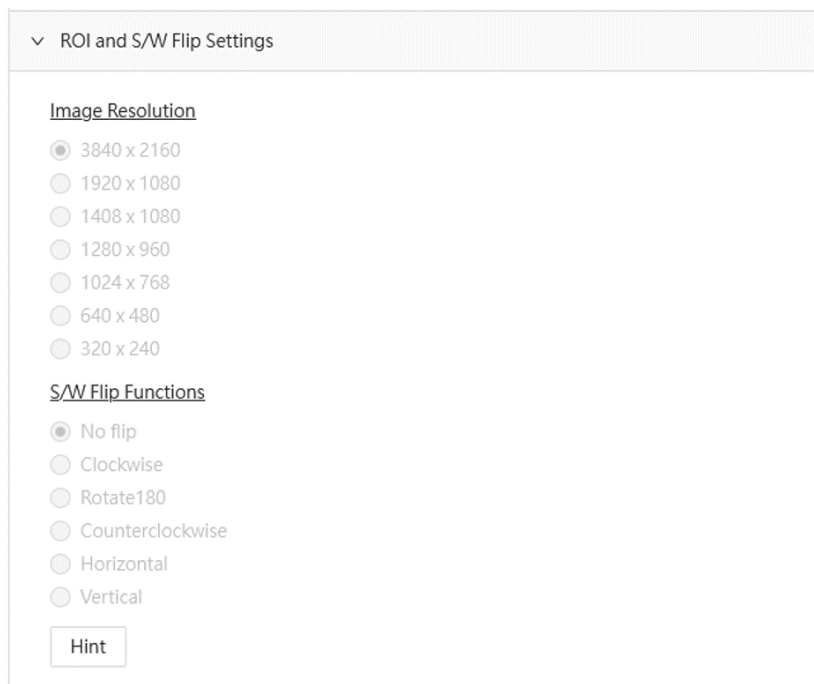 ROI and S/W Flip Settings
Image Resolution
3840 x 2160
1920 x 1080
1408 x 1080
1280 x 960
1024 x 768
640 x 480
320 x 240
S/W Flip Functions
No flip
Clockwise
Rotate180
Counterclockwise
Horizontal
Vertical
Hint